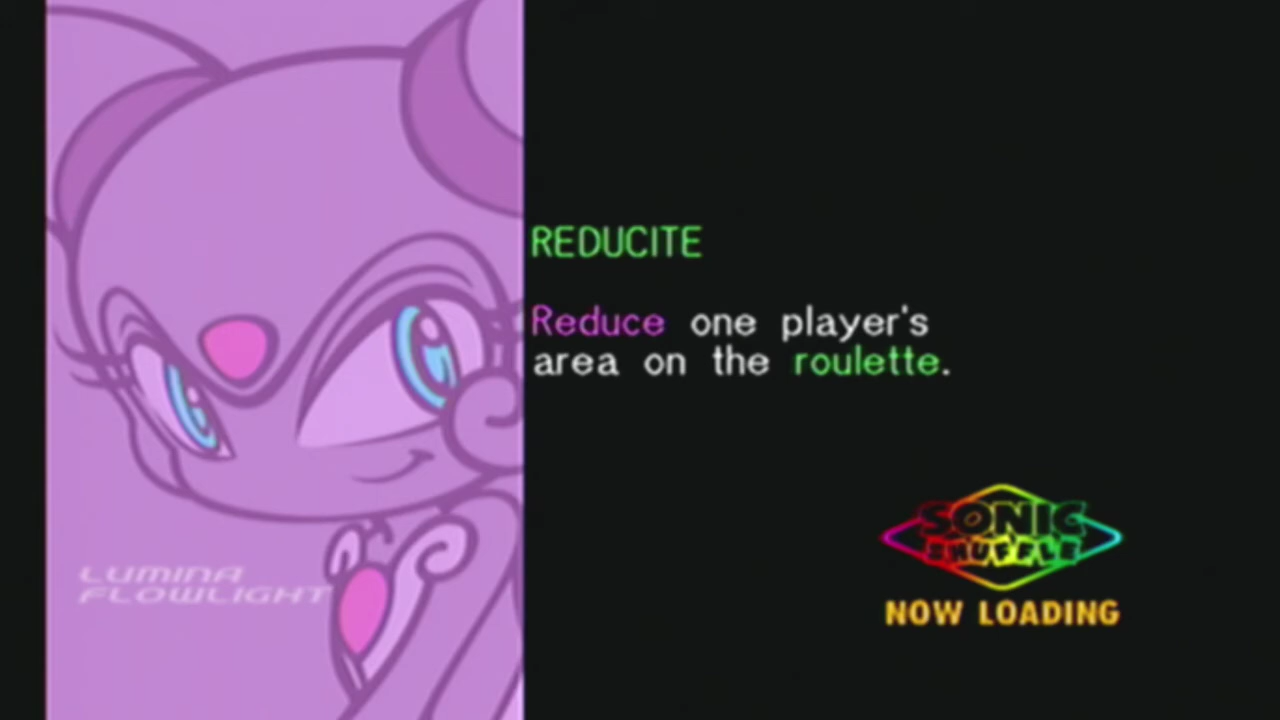 REDUCITE
Reduce one player's
area on the roulette.
LUMINA
FLOWLIGHT
SONIC
SHUFFLE
NOW LOADING